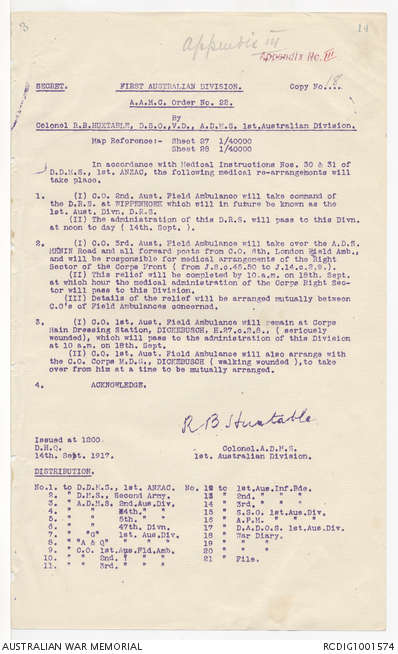 3
14
Appendix III
Appendix No. III
SECRET. FIRST AUSTRALIAN DIVISION. Copy No. 18
A.A.M.C. Order No. 22.
By
Colonel R.B.HUXTABLE, D.S.O.,V.D., A.D.M.S. 1st.Australian Division.
Map Reference:- Sheet 27 1/40000
Sheet 28 1/40000
In accordance with Medical Instructions Nos. 30 & 31 of
D.D.M.S., 1st. ANZAC, the following medical re-arrangements will
take place.
1. (I) C.O. 2nd. Aust. Field Ambulance will take command of
the D.R.S. at WIPPENHOEK which will in future be known as the
1st. Aust. Divn. D.R.S.
(II) The administration of this D.R.S. will pass to this Divn.
at noon to day ( 14th. Sept. ).
2. (I) C.O. 3rd. Aust. Field Ambulance will take over the A.D.S.
MENIN Road and all forward posts from C.O. 6th, London Field Amb.,
and will be responsible for medical arrangements of the Right
Sector of the Corps Front ( from J.8.c.45.50 to J.14.c.2.9.).
(II) This relief will be completed by 10.a.m. on 18th. Sept.
at which hour the medical administration of the Corps Right Sec-
tor will pass to this Division.
(III) Details of the relief will be arranged mutually between
C.O's of Field Ambulances concerned.
3. (I) C.O. 1st. Aust. Field Ambulance will remain at Corps
Main Dressing Station, DICKEBUSCH, H.27.c.2.8., ( seriously
wounded), which will pass to the administration of this Division
at 10 a.m. on 18th. Sept.
(II) C.O. 1st. Aust. Field Ambulance will also arrange with
the C.O. Corps M.D.S., DICKEBUSCH ( walking wounded ),to take
over from him at a time to be mutually arranged.
4. ACKNOWLEDGE.
R B Huxtable
Issued at 1200 Colonel.A.D.M.S.
D.H.Q. 1st. Australian Division.
14th. Sept. 1917.
DISTRIBUTION.
No.1. to D.D.M.S., 1st. ANZAC. No. 12 to 1st.Aus.Inf.Bde.
2. " D.M.S., Second Army. 13 " 2nd. " " "
3. " A.D.M.S. 2nd.Aus.Div. 14 " 3rd. " " "
4. " " 4th." " 15 " S.S.O. 1st.Aus.Div.
5. " " 5th. " " 16 " A.P.M. " " "
6. " " 47th. Divn. 17 " D.A.D.O.S. 1st.Aus.Div.
7. " "G" 1st. Aus.Div. 18 " War Diary.
8. " "A & Q" " " " 19 " " "
9. " C.O. 1st.Aus.Fld.Amb. 20 " " "
10. " " 2nd. " " " 21 " File.
11. " " 3rd. " " "
AUSTRALIAN WAR MEMORIAL RCDIG1001574